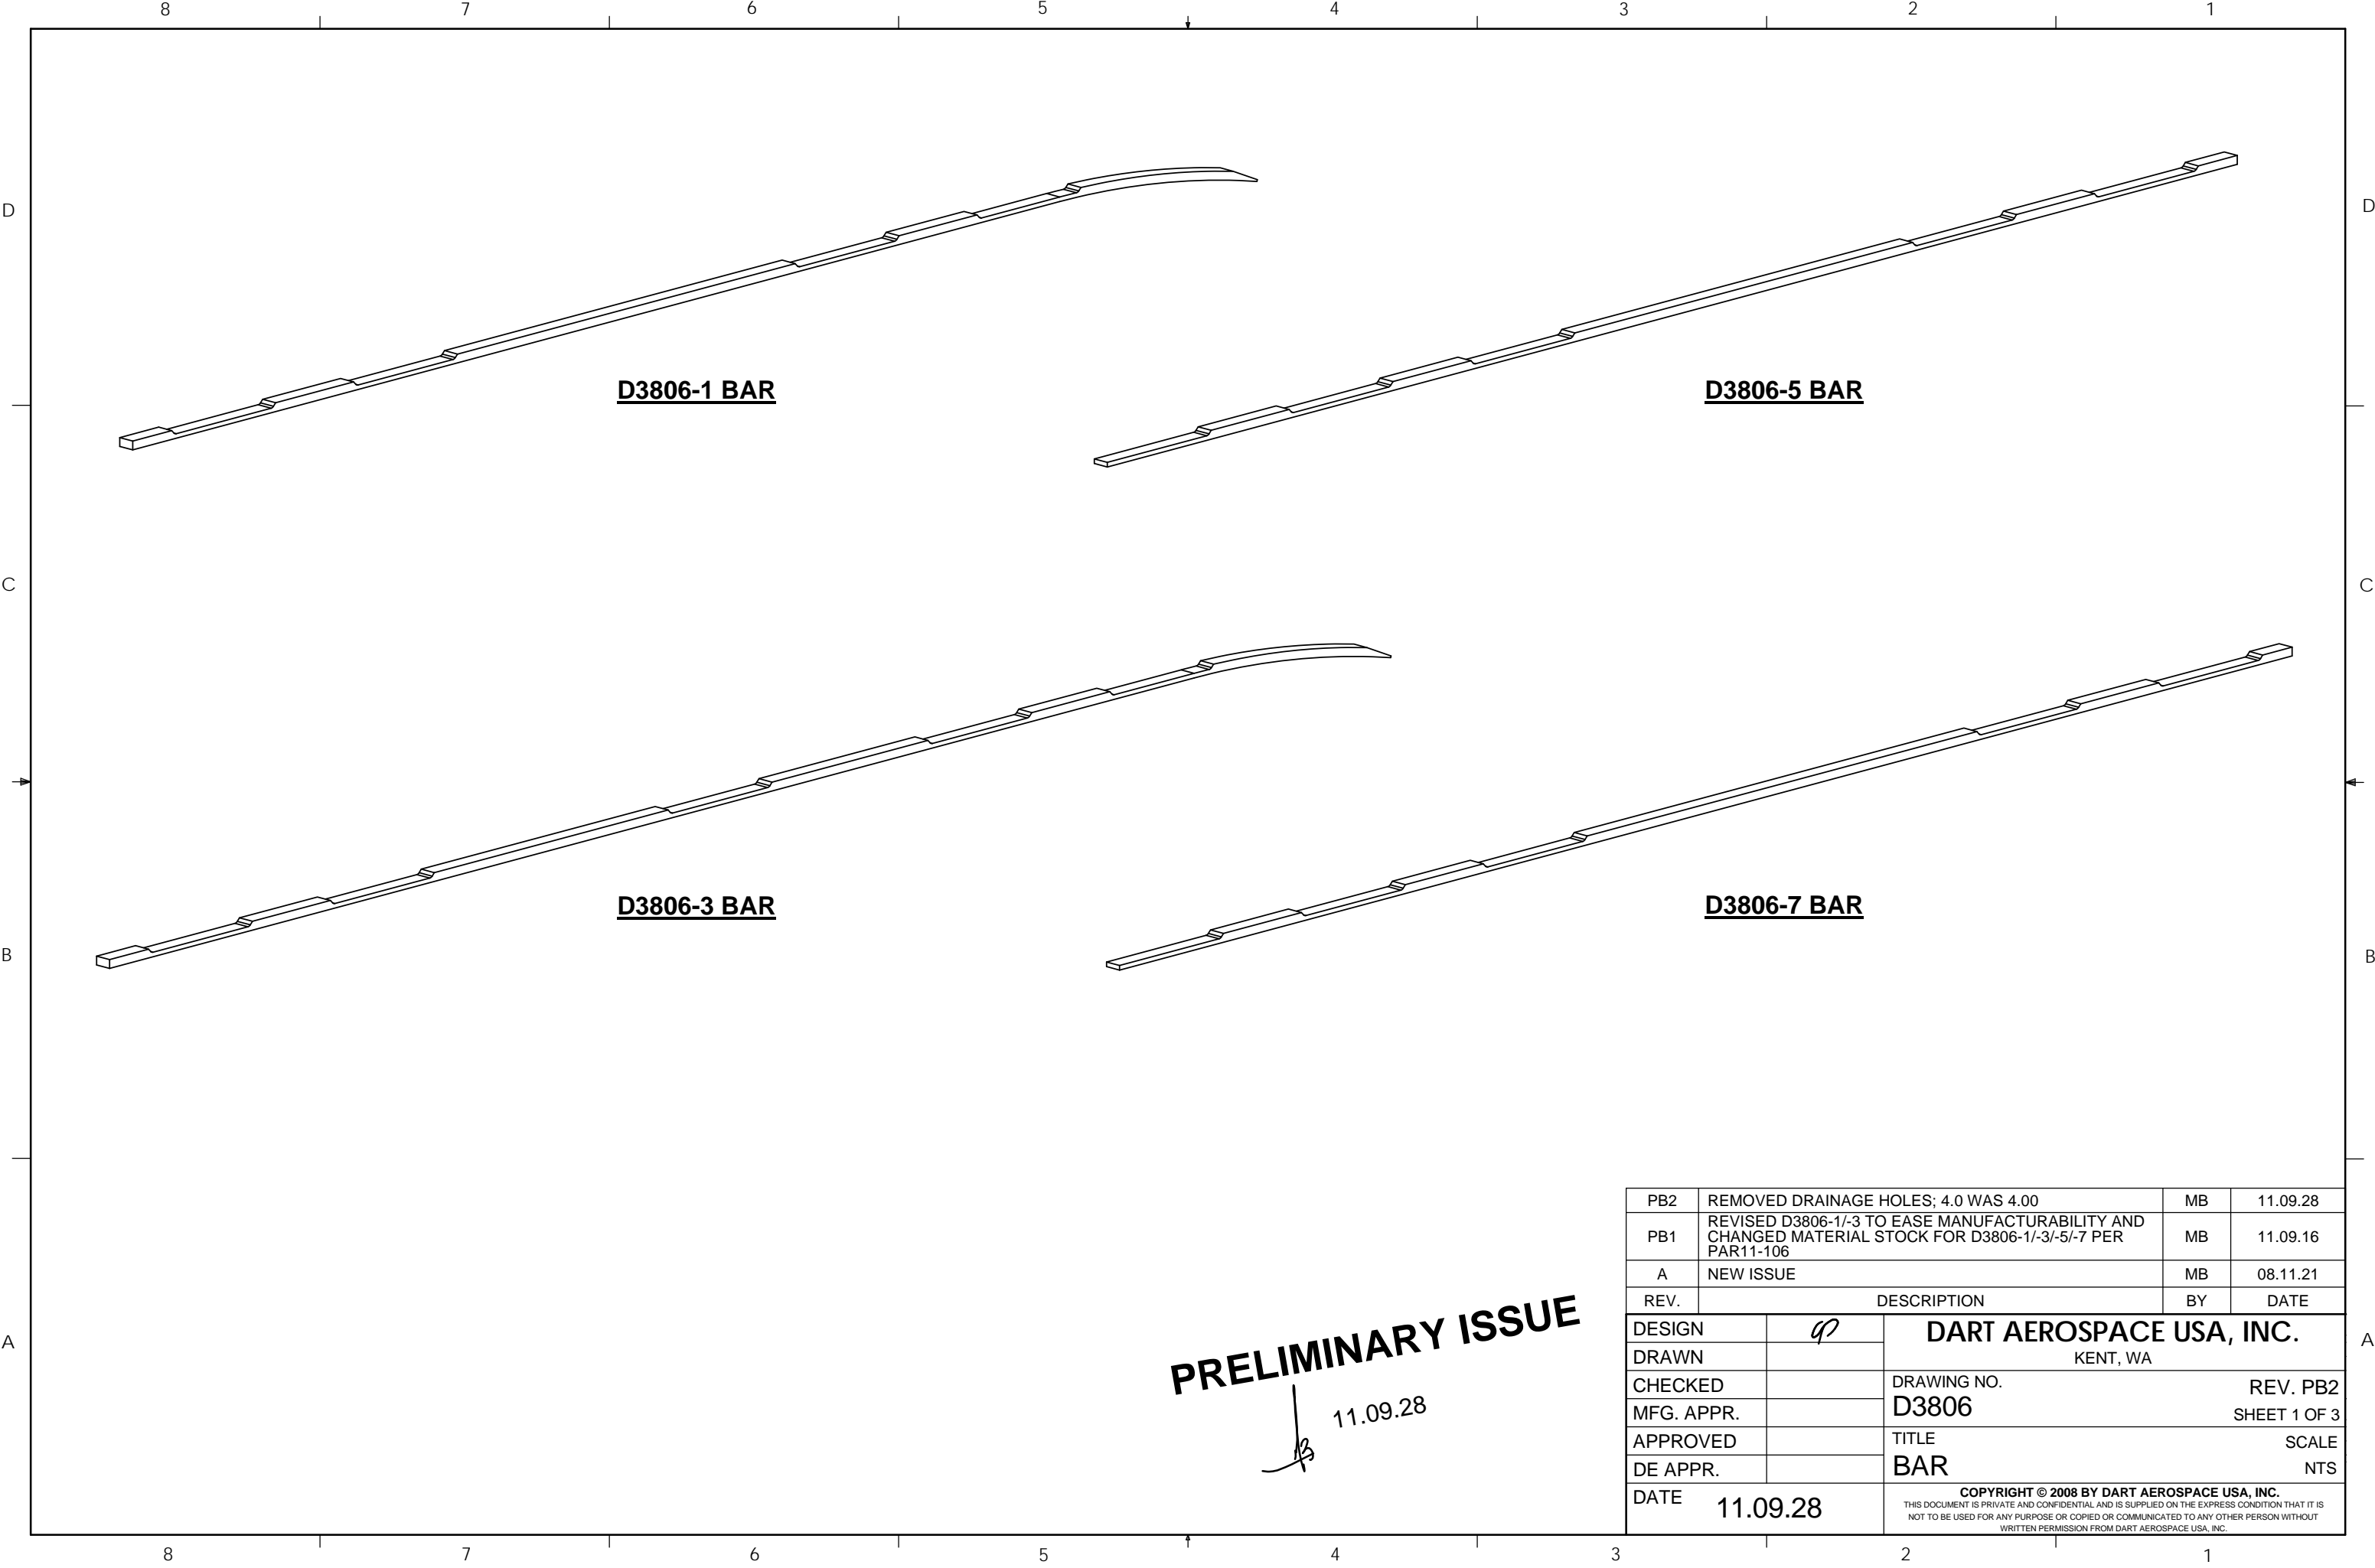 8 7 6 5 4 3 2 1
D D
D3806-1 BAR D3806-5 BAR
C C
D3806-3 BAR D3806-7 BAR
B B
PB2 REMOVED DRAINAGE HOLES; 4.0 WAS 4.00 MB 11.09.28
PB1 REVISED D3806-1/-3 TO EASE MANUFACTURABILITY AND
CHANGED MATERIAL STOCK FOR D3806-1/-3/-5/-7 PER
PAR11-106 MB 11.09.16
A NEW ISSUE MB 08.11.21
REV. DESCRIPTION BY DATE
A A
PRELIMINARY ISSUE
11.09.28
DESIGN
DRAWN
CHECKED
MFG. APPR.
APPROVED
DE APPR.
DATE 11.09.28
DART AEROSPACE USA, INC.
KENT, WA
DRAWING NO. REV. PB2
D3806 SHEET 1 OF 3
TITLE SCALE
BAR NTS
COPYRIGHT © 2008 BY DART AEROSPACE USA, INC.
THIS DOCUMENT IS PRIVATE AND CONFIDENTIAL AND IS SUPPLIED ON THE EXPRESS CONDITION THAT IT IS
NOT TO BE USED FOR ANY PURPOSE OR COPIED OR COMMUNICATED TO ANY OTHER PERSON WITHOUT
WRITTEN PERMISSION FROM DART AEROSPACE USA, INC.
8 7 6 5 4 3 2 1